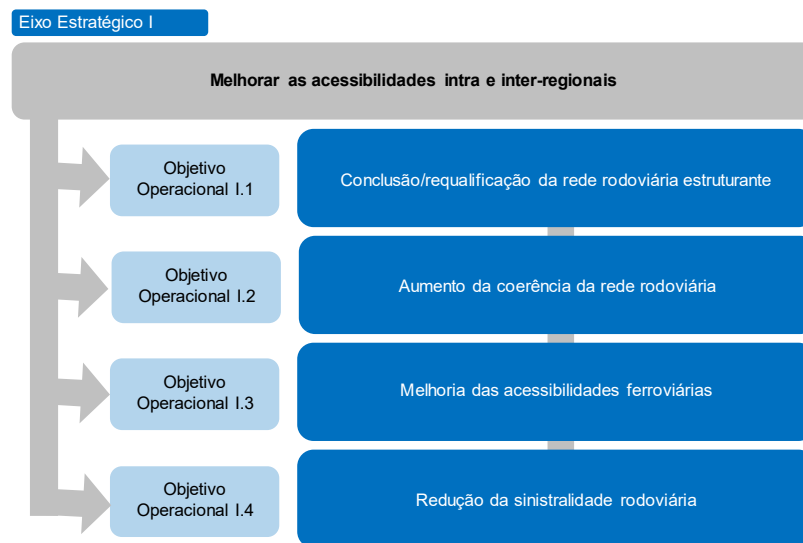 Eixo Estratégico I
Melhorar as acessibilidades intra e inter-regionais
Objetivo
Operacional I.1
Conclusão/requalificação da rede rodoviária estruturante
Objetivo
Operacional I.2
Aumento da coerência da rede rodoviária
Objetivo
Operacional I.3
Melhoria das acessibilidades ferroviárias
Objetivo
Operacional I.4
Redução da sinistralidade rodoviária